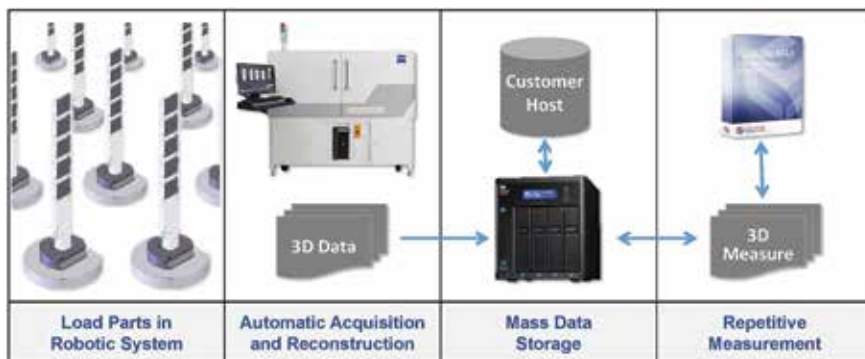 Customer
Host
3D Data
3D
Measure
Load Parts in
Robotic System
Automatic Acquisition
and Reconstruction
Mass Data
Storage
Repetitive
Measurement